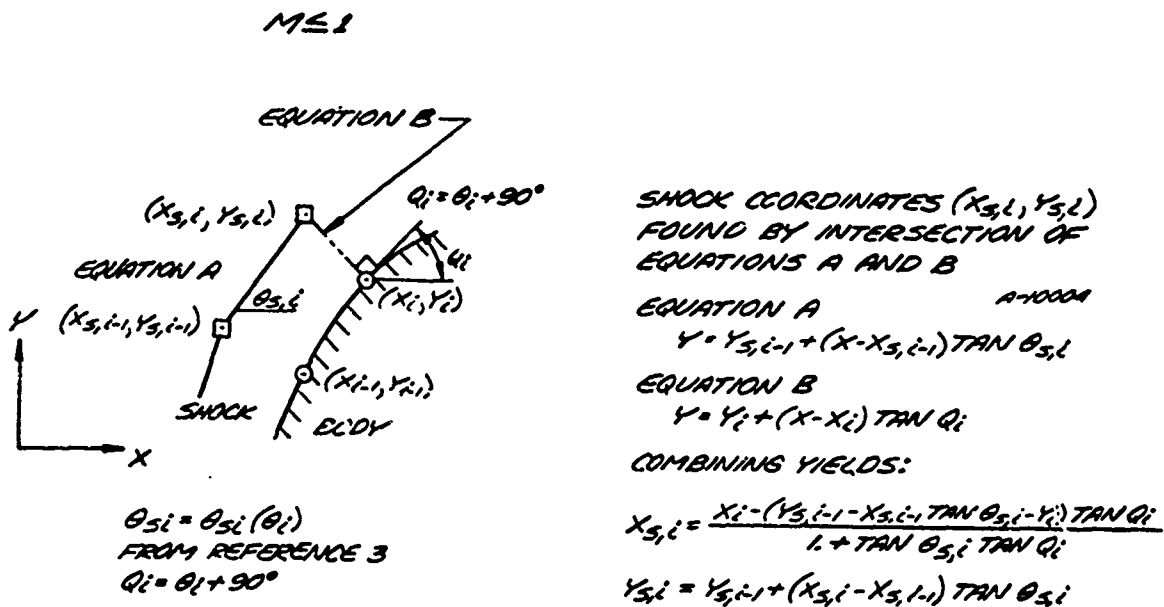 M≤1
EQUATION B
Qi=θi+90°
(Xs,i, Ys,i)
EQUATION A
θs,i
(Xi,Yi)
Y
(Xs,i-1,Ys,i-1)
(Xi-1,Yi-1)
SHOCK
X
θsi=θsi(θi)
FROM REFERENCE 3
Qi=θi+90°
SHOCK CCORDINATES (Xs,i, Ys,i)
FOUND BY INTERSECTION OF
EQUATIONS A AND B
A-10004
EQUATION A
Y=Ys,i-1+(X-Xs,i-1) TAN θs,i
EQUATION B
Y=Yi+(X-Xi) TAN Qi
COMBINING YIELDS:
Xs,i= Xi-(Ys,i-1-Xs,i-1 TAN θs,i-Yi) TAN Qi
1.+TAN θs,i TAN Qi
Ys,i=Ys,i-1+(Xs,i-Xs,i-1) TAN θs,i